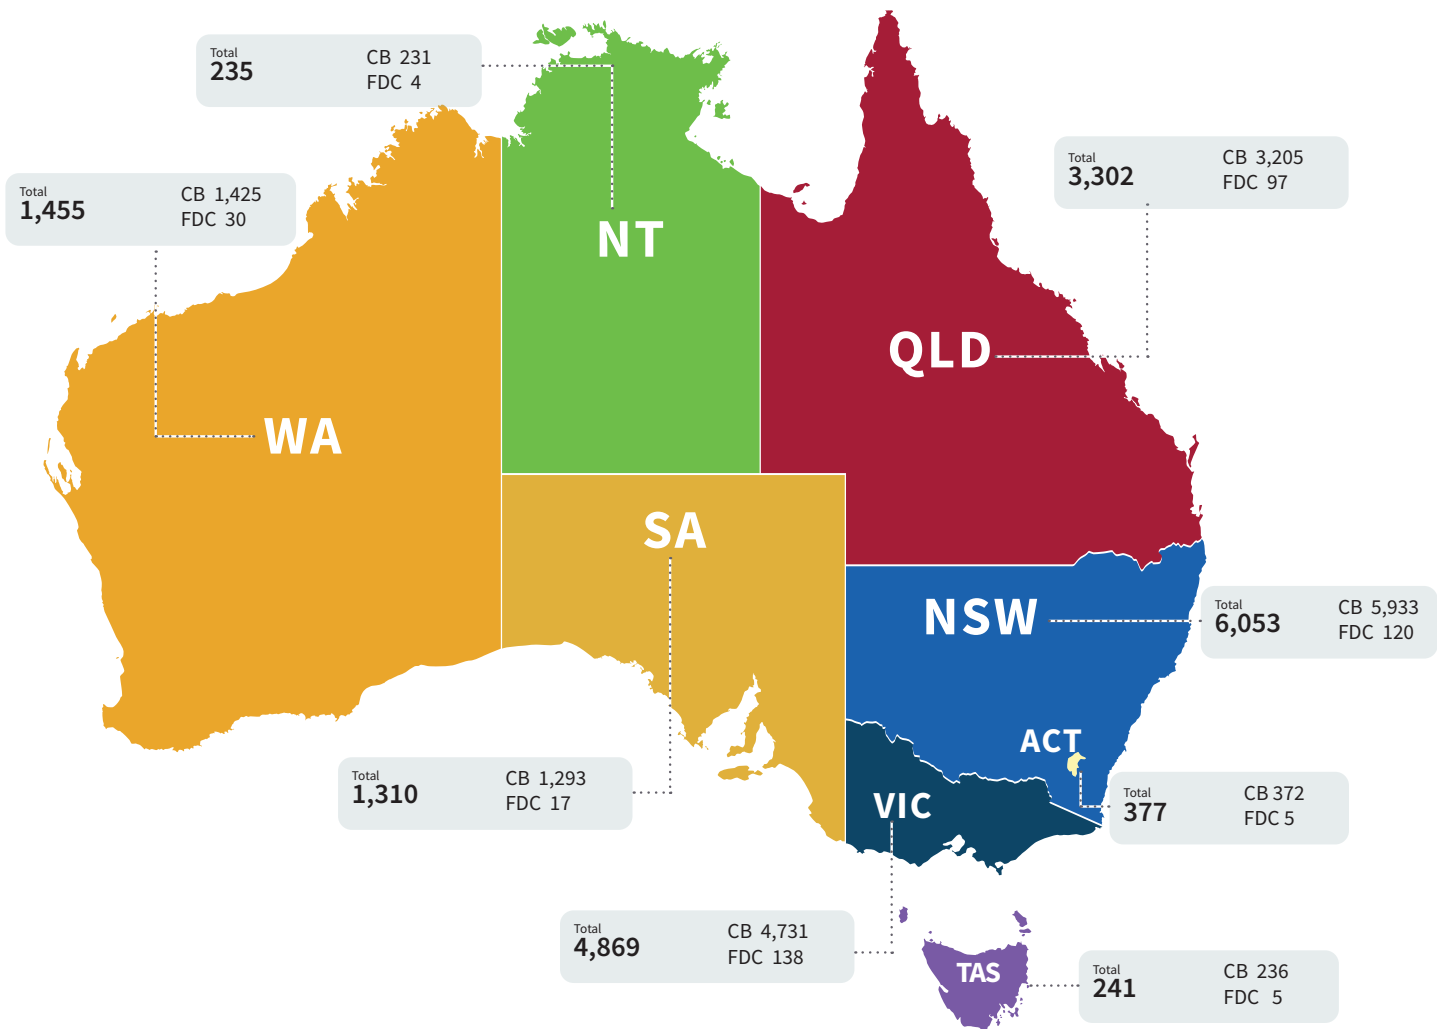 Total
235
CB 231
FDC 4
Total
1,455
CB 1,425
FDC 30
Total
3,302
CB 3,205
FDC 97
NT
QLD
WA
SA
NSW
Total
6,053
CB 5,933
FDC 120
ACT
Total
1,310
CB 1,293
FDC 17
VIC
Total
377
CB 372
FDC 5
Total
4,869
CB 4,731
FDC 138
TAS
Total
241
CB 236
FDC 5